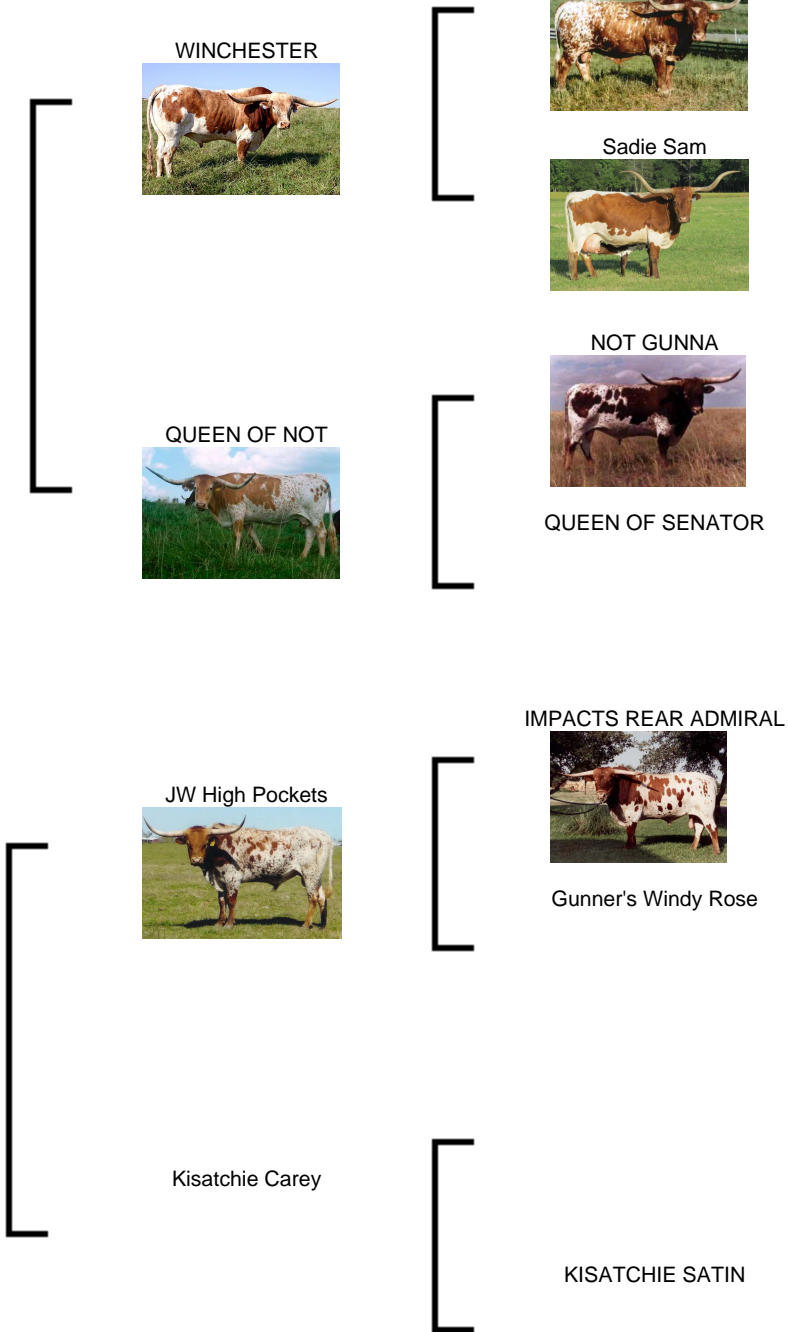 WINCHESTER
Sadie Sam
NOT GUNNA
QUEEN OF NOT
QUEEN OF SENATOR
IMPACTS REAR ADMIRAL
JW High Pockets
Gunner's Windy Rose
Kisatchie Carey
KISATCHIE SATIN